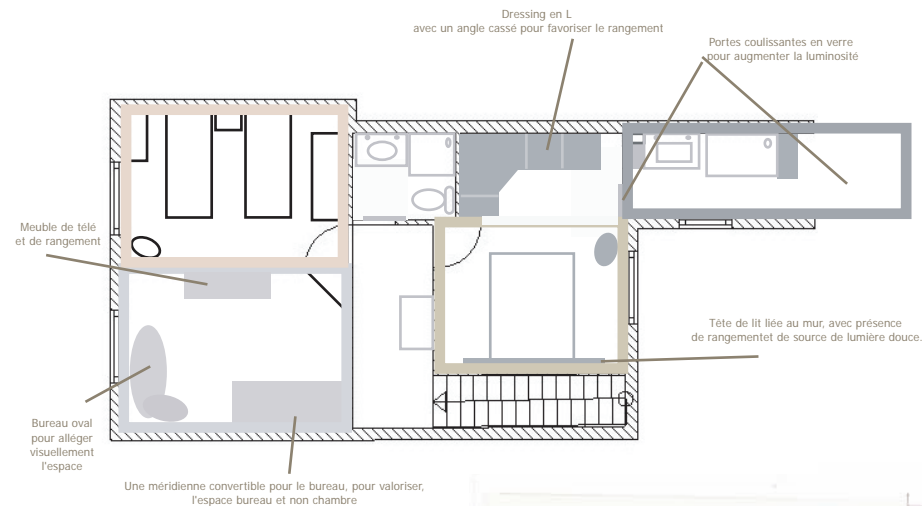 Dressing en L
avec un angle cassé pour favoriser le rangement
Portes coulissantes en verre
pour augmenter la luminosité
Meuble de télé
et de rangement
Tête de lit liée au mur, avec présence
de rangementet de source de lumière douce.
Bureau oval
pour alléger
visuellement
l'espace
Une méridienne convertible pour le bureau, pour valoriser,
l'espace bureau et non chambre